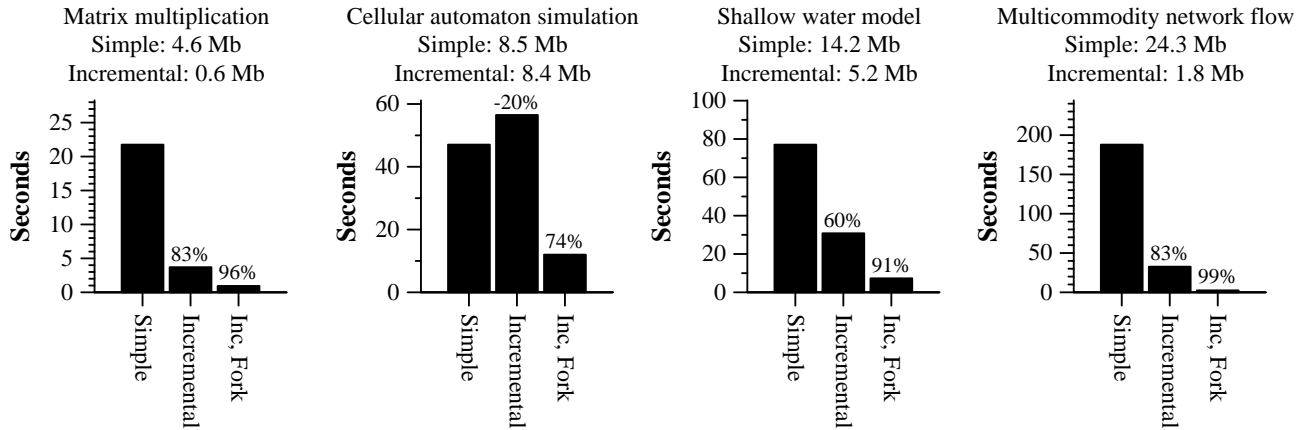 Matrix multiplication
Simple: 4.6 Mb
Incremental: 0.6 Mb
Seconds
25
20
15
10
5
0
83%
96%
Simple
Incremental
Inc, Fork
Cellular automaton simulation
Simple: 8.5 Mb
Incremental: 8.4 Mb
Seconds
60
40
20
0
-20%
74%
Simple
Incremental
Inc, Fork
Shallow water model
Simple: 14.2 Mb
Incremental: 5.2 Mb
Seconds
100
80
60
40
20
0
60%
91%
Simple
Incremental
Inc, Fork
Multicommodity network flow
Simple: 24.3 Mb
Incremental: 1.8 Mb
Seconds
200
150
100
50
0
83%
99%
Simple
Incremental
Inc, Fork